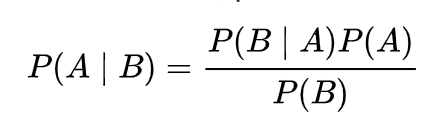 P(A | B) = P(B | A)P(A) / P(B)